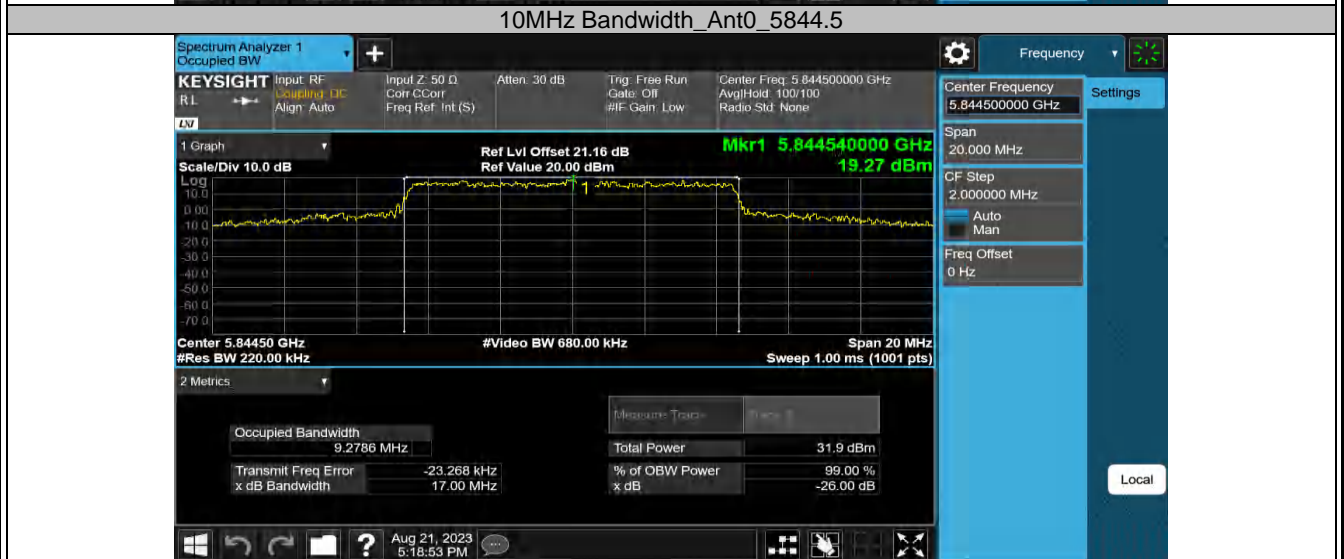 10MHz Bandwidth_Ant0_5844.5
Spectrum Analyzer 1
Occupied BW
+
Frequency
KEYSIGHT
RL
LXI
Input: RF
Coupling: DC
Align: Auto
Input Z: 50 Ω
Corr CCorr
Freq Ref: Int (S)
Atten: 30 dB
Trig: Free Run
Gate: Off
#IF Gain: Low
Center Freq: 5.844500000 GHz
Avg|Hold: 100/100
Radio Std: None
Center Frequency
5.844500000 GHz
Settings
Span
20.000 MHz
CF Step
2.000000 MHz
Auto
Man
Freq Offset
0 Hz
1 Graph
Scale/Div 10.0 dB
Ref Lvl Offset 21.16 dB
Ref Value 20.00 dBm
Mkr1 5.844540000 GHz
19.27 dBm
Log
10.0
0.00
-10.0
-20.0
-30.0
-40.0
-50.0
-60.0
-70.0
1
Center 5.84450 GHz
#Res BW 220.00 kHz
#Video BW 680.00 kHz
Span 20 MHz
Sweep 1.00 ms (1001 pts)
2 Metrics
Measure Trace
Occupied Bandwidth
9.2786 MHz
Total Power 31.9 dBm
Transmit Freq Error -23.268 kHz
% of OBW Power 99.00 %
x dB Bandwidth 17.00 MHz
x dB -26.00 dB
Local
?
Aug 21, 2023
5:18:53 PM